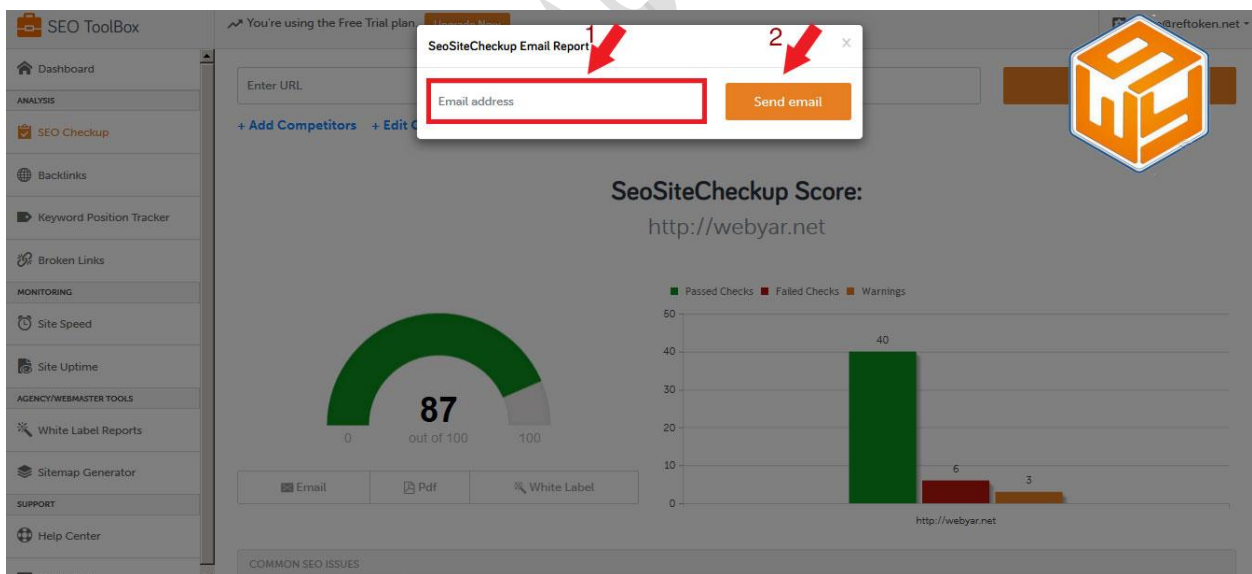 SEO ToolBox
You're using the Free Trial plan. Upgrade Now
@reftoken.net
SeoSiteCheckup Email Report
1
2
×
Email address
Send email
Enter URL
+ Add Competitors + Edit
Dashboard
ANALYSIS
SEO Checkup
Backlinks
Keyword Position Tracker
Broken Links
MONITORING
Site Speed
Site Uptime
AGENCY/WEBMASTER TOOLS
White Label Reports
Sitemap Generator
SUPPORT
Help Center
SeoSiteCheckup Score:
http://webyar.net
87
0 out of 100 100
Email Pdf White Label
Passed Checks Failed Checks Warnings
50
40
30
20
10
0
40
6
3
http://webyar.net
COMMON SEO ISSUES